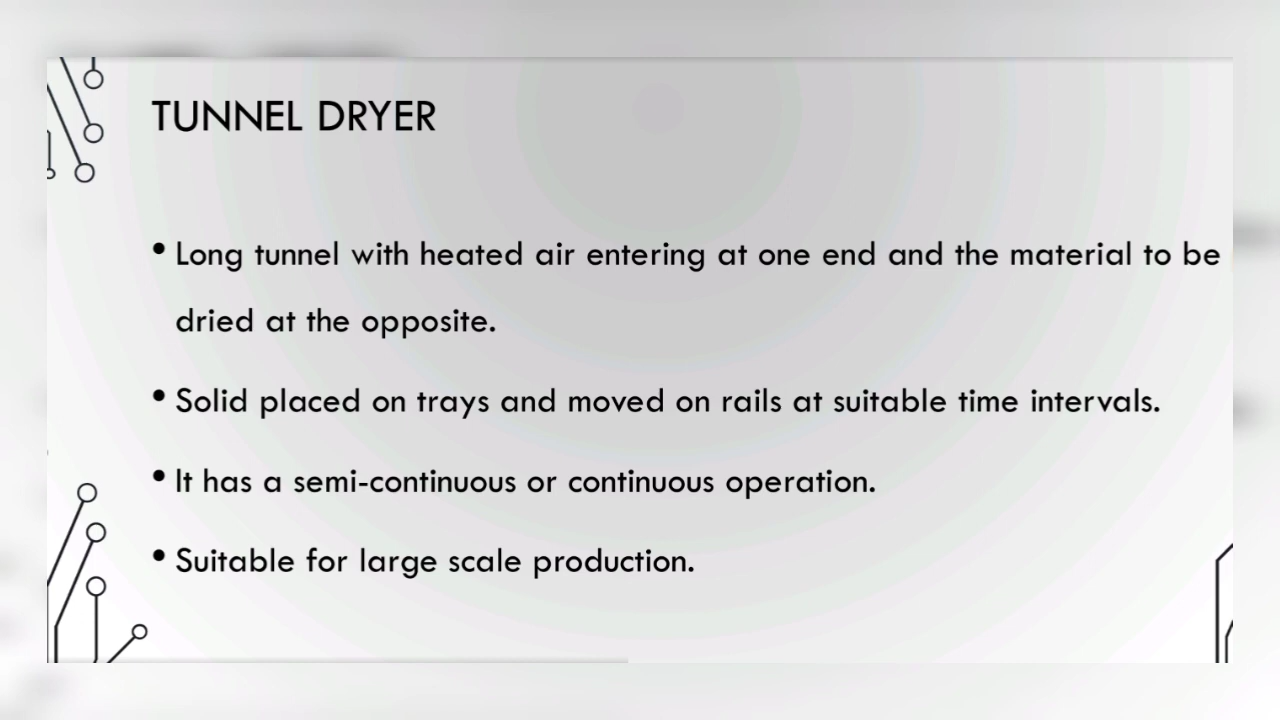 TUNNEL DRYER
• Long tunnel with heated air entering at one end and the material to be
dried at the opposite.
• Solid placed on trays and moved on rails at suitable time intervals.
• It has a semi-continuous or continuous operation.
• Suitable for large scale production.